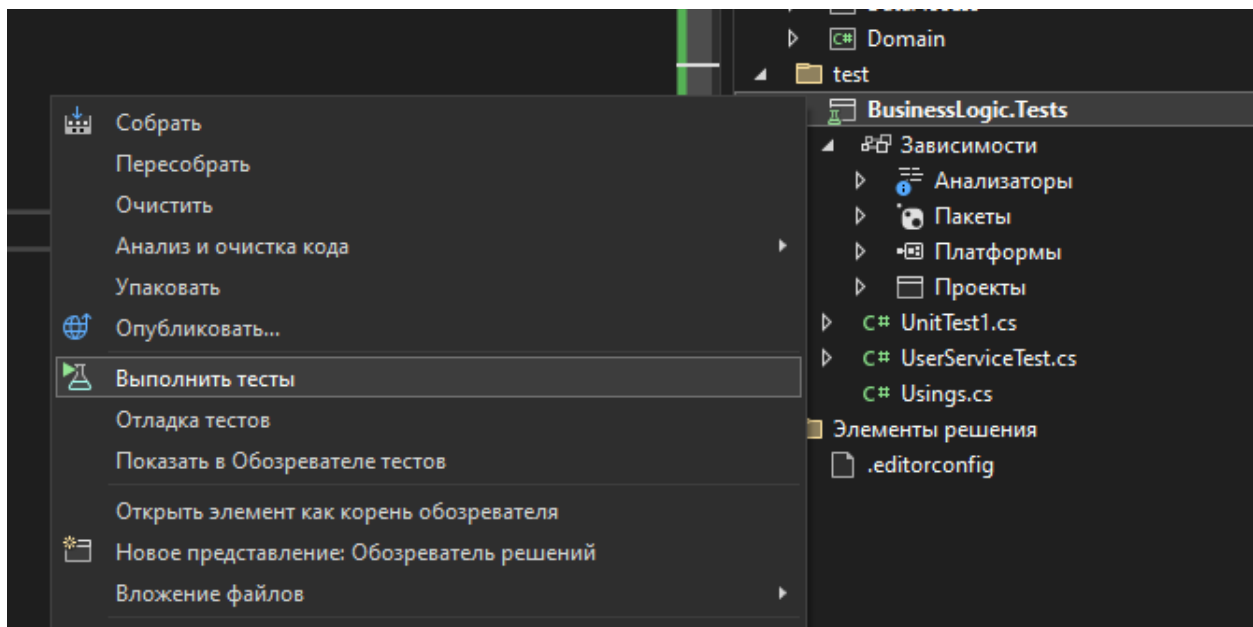 Собрать
Пересобрать
Очистить
Анализ и очистка кода
Упаковать
Опубликовать...
Выполнить тесты
Отладка тестов
Показать в Обозревателе тестов
Открыть элемент как корень обозревателя
Новое представление: Обозреватель решений
Вложение файлов
C# Domain
test
BusinessLogic.Tests
Зависимости
Анализаторы
Пакеты
Платформы
Проекты
C# UnitTest1.cs
C# UserServiceTest.cs
C# Usings.cs
Элементы решения
.editorconfig